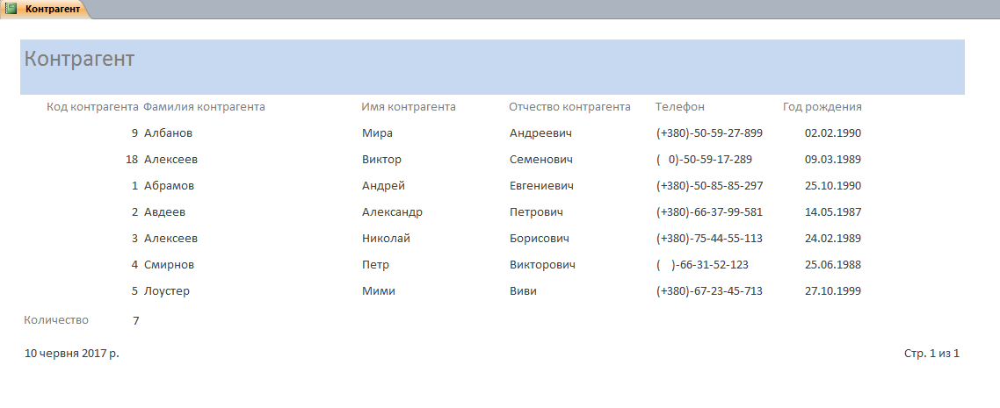 Контрагент
Контрагент
Код контрагента Фамилия контрагента Имя контрагента Отчество контрагента Телефон Год рождения
9 Албанов Мира Андреевич (+380)-50-59-27-899 02.02.1990
18 Алексеев Виктор Семенович (   0)-50-59-17-289 09.03.1989
1 Абрамов Андрей Евгениевич (+380)-50-85-85-297 25.10.1990
2 Авдеев Александр Петрович (+380)-66-37-99-581 14.05.1987
3 Алексеев Николай Борисович (+380)-75-44-55-113 24.02.1989
4 Смирнов Петр Викторович (    )-66-31-52-123 25.06.1988
5 Лоустер Мими Виви (+380)-67-23-45-713 27.10.1999
Количество 7
10 червня 2017 р. Стр. 1 из 1